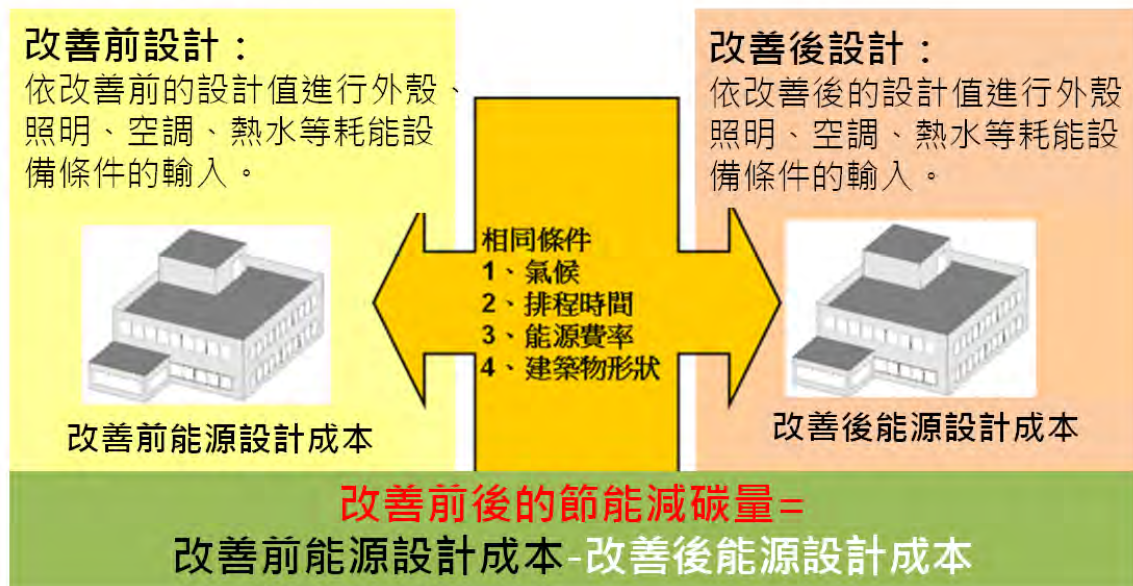 改善前設計：
依改善前的設計值進行外殼、
照明、空調、熱水等耗能設
備條件的輸入。
改善前能源設計成本
相同條件
1、氣候
2、排程時間
3、能源費率
4、建築物形狀
改善後設計：
依改善後的設計值進行外殼
照明、空調、熱水等耗能設
備條件的輸入。
改善後能源設計成本
改善前後的節能減碳量=
改善前能源設計成本-改善後能源設計成本